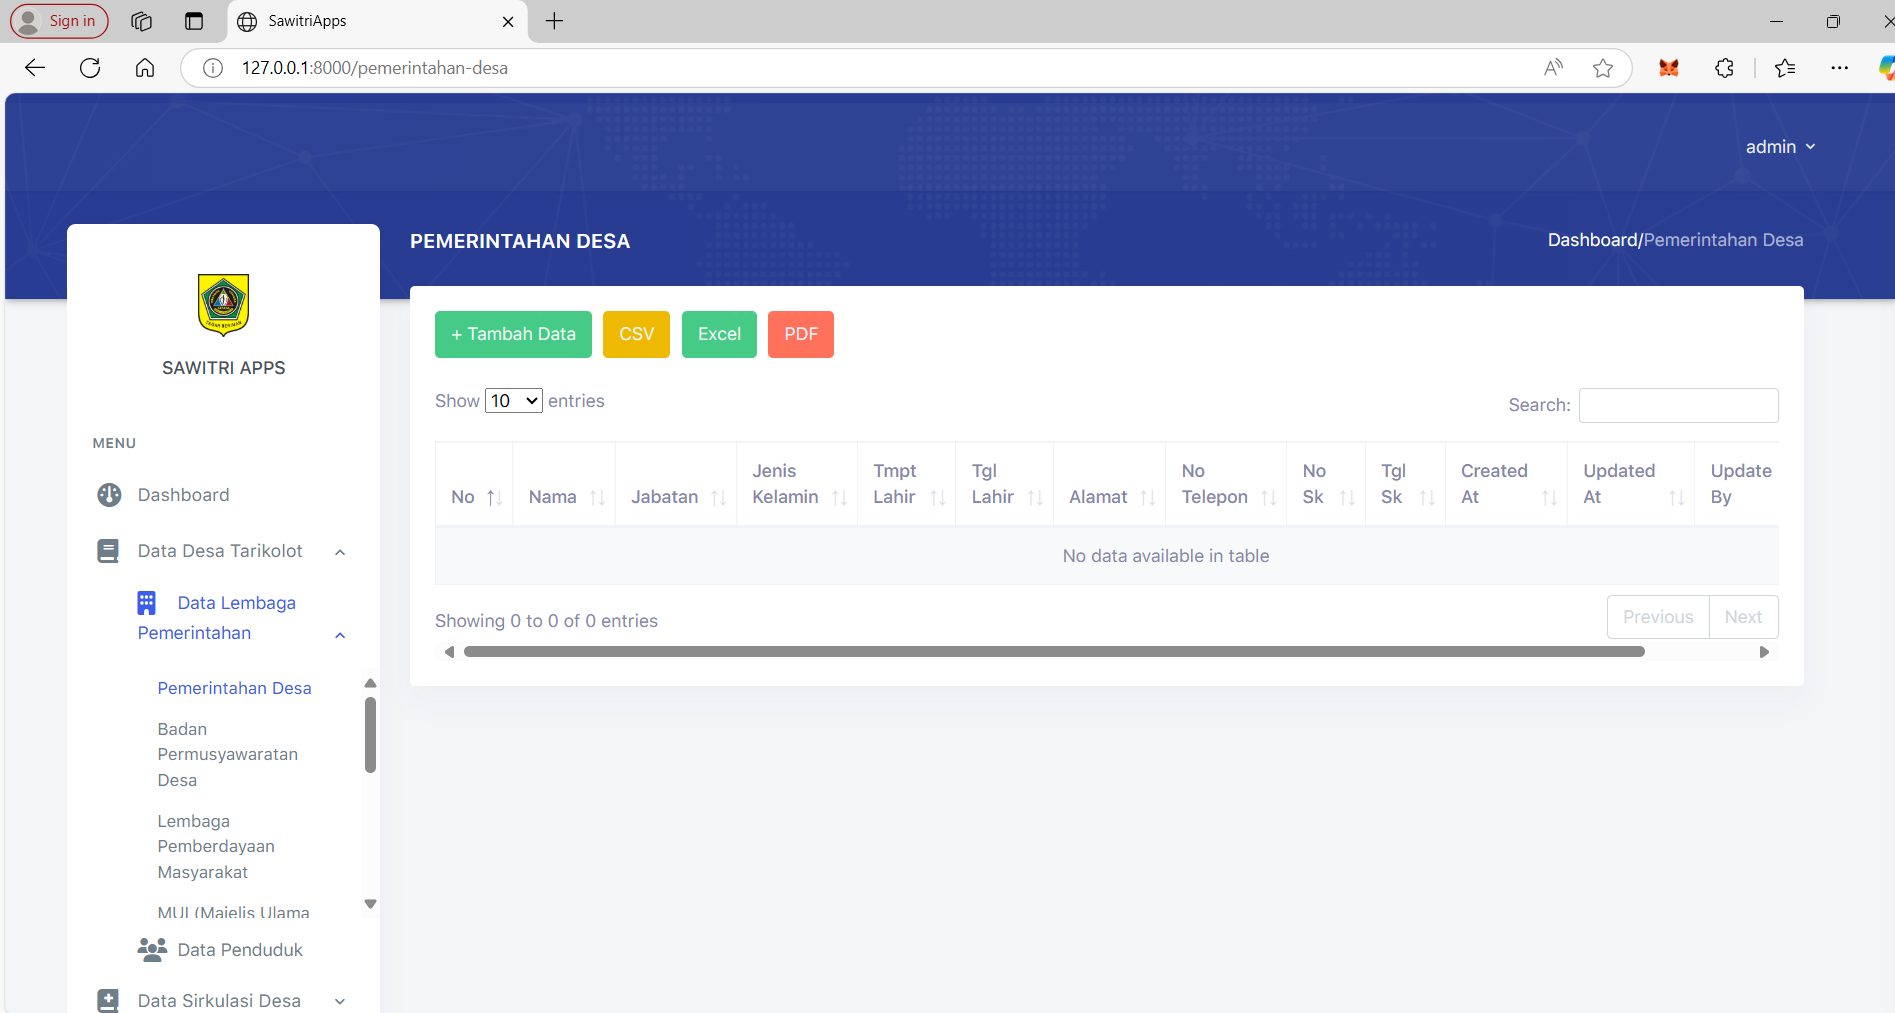 Sign in
SawitriApps
127.0.0.1:8000/pemerintahan-desa
admin
PEMERINTAHAN DESA
Dashboard/Pemerintahan Desa
SAWITRI APPS
MENU
Dashboard
Data Desa Tarikolot
Data Lembaga
Pemerintahan
Pemerintahan Desa
Badan
Permusyawaratan
Desa
Lembaga
Pemberdayaan
Masyarakat
MUI (Majelis Ulama
Data Penduduk
Data Sirkulasi Desa
+ Tambah Data
CSV
Excel
PDF
Show 10 entries
Search:
No
Nama
Jabatan
Jenis
Kelamin
Tmpt
Lahir
Tgl
Lahir
Alamat
No
Telepon
No
Sk
Tgl
Sk
Created
At
Updated
At
Update
By
No data available in table
Showing 0 to 0 of 0 entries
Previous
Next